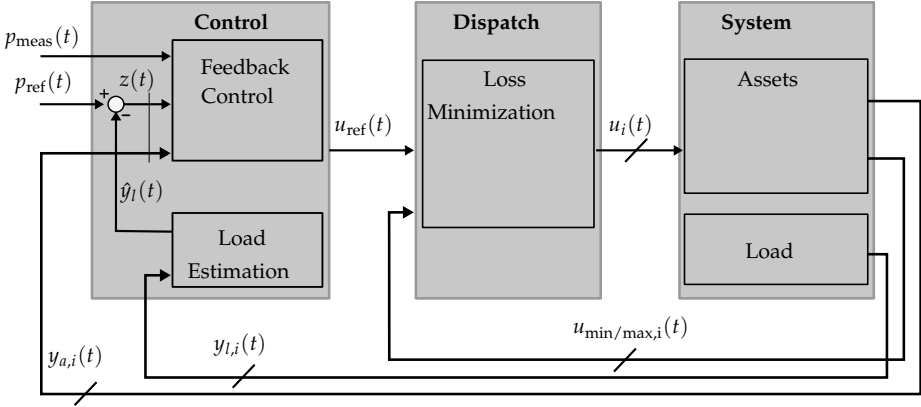 Control
Dispatch
System
p_meas(t)
p_ref(t)
+
−
z(t)
Feedback
Control
Loss
Minimization
Assets
u_ref(t)
u_i(t)
ŷ_l(t)
Load
Estimation
Load
u_min/max,i(t)
y_l,i(t)
y_a,i(t)